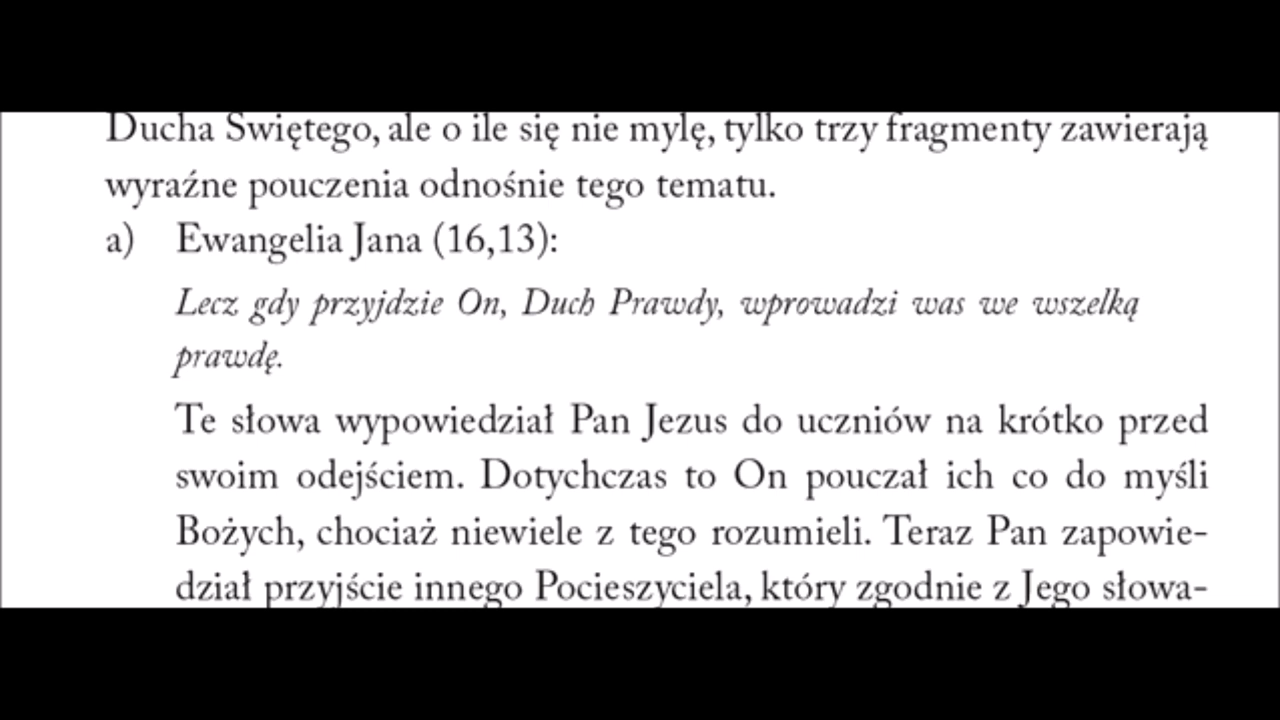 Ducha Świętego, ale o ile się nie mylę, tylko trzy fragmenty zawierają
wyraźne pouczenia odnośnie tego tematu.
a) Ewangelia Jana (16,13):
Lecz gdy przyjdzie On, Duch Prawdy, wprowadzi was we wszelką
prawdę.
Te słowa wypowiedział Pan Jezus do uczniów na krótko przed
swoim odejściem. Dotychczas to On pouczał ich co do myśli
Bożych, chociaż niewiele z tego rozumieli. Teraz Pan zapowie-
dział przyjście innego Pocieszyciela, który zgodnie z Jego słowa-